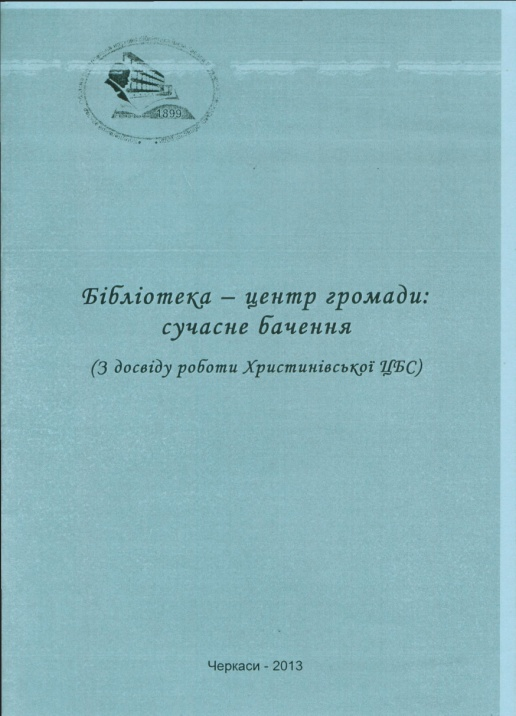 1899
Бібліотека – центр громади:
сучасне бачення
(З досвіду роботи Христинівської ЦБС)
Черкаси - 2013